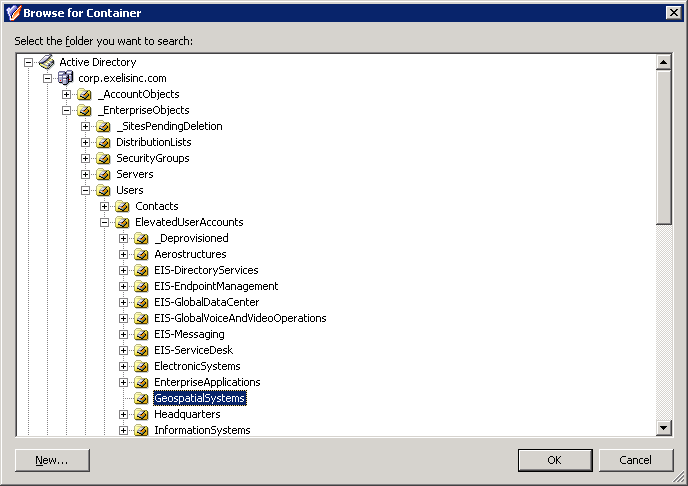 Browse for Container
Select the folder you want to search:
Active Directory
corp.exelisinc.com
_AccountObjects
_EnterpriseObjects
_SitesPendingDeletion
DistributionLists
SecurityGroups
Servers
Users
Contacts
ElevatedUserAccounts
_Deprovisioned
Aerostructures
EIS-DirectoryServices
EIS-EndpointManagement
EIS-GlobalDataCenter
EIS-GlobalVoiceAndVideoOperations
EIS-Messaging
EIS-ServiceDesk
ElectronicSystems
EnterpriseApplications
GeospatialSystems
Headquarters
InformationSystems
New... OK Cancel